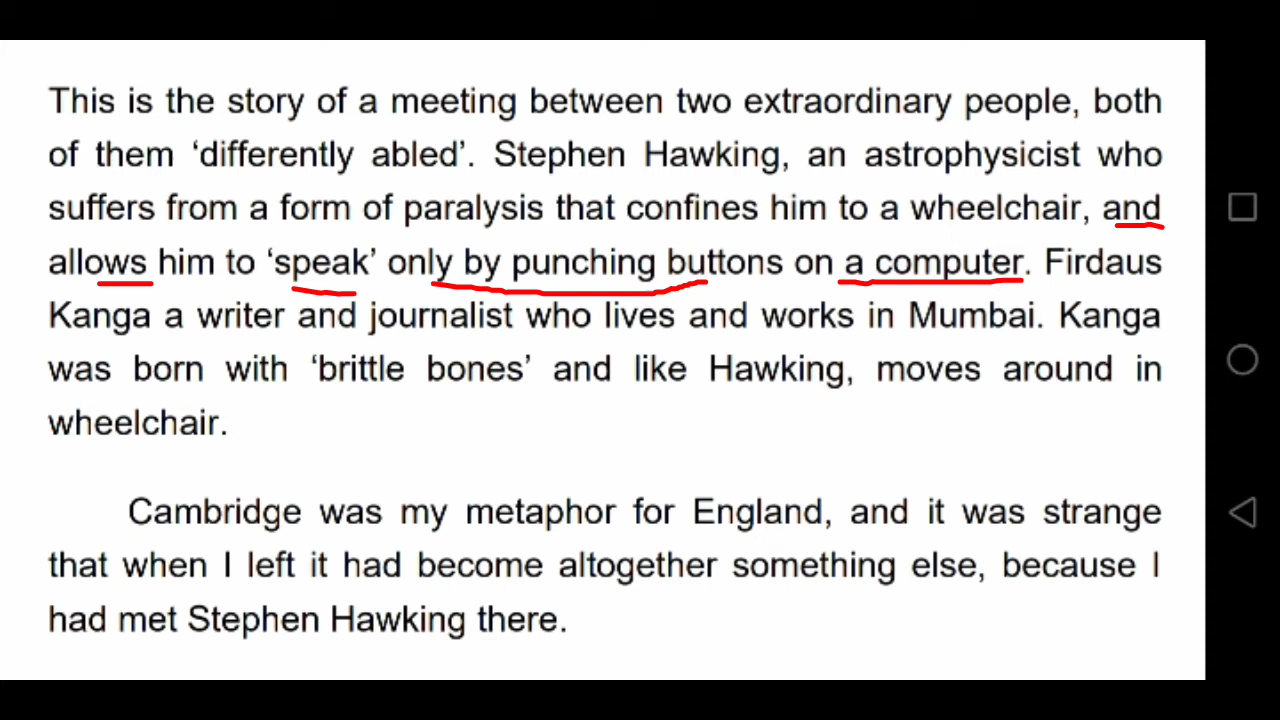 This is the story of a meeting between two extraordinary people, both
of them ‘differently abled’. Stephen Hawking, an astrophysicist who
suffers from a form of paralysis that confines him to a wheelchair, and
allows him to ‘speak’ only by punching buttons on a computer. Firdaus
Kanga a writer and journalist who lives and works in Mumbai. Kanga
was born with ‘brittle bones’ and like Hawking, moves around in
wheelchair.
Cambridge was my metaphor for England, and it was strange
that when I left it had become altogether something else, because I
had met Stephen Hawking there.